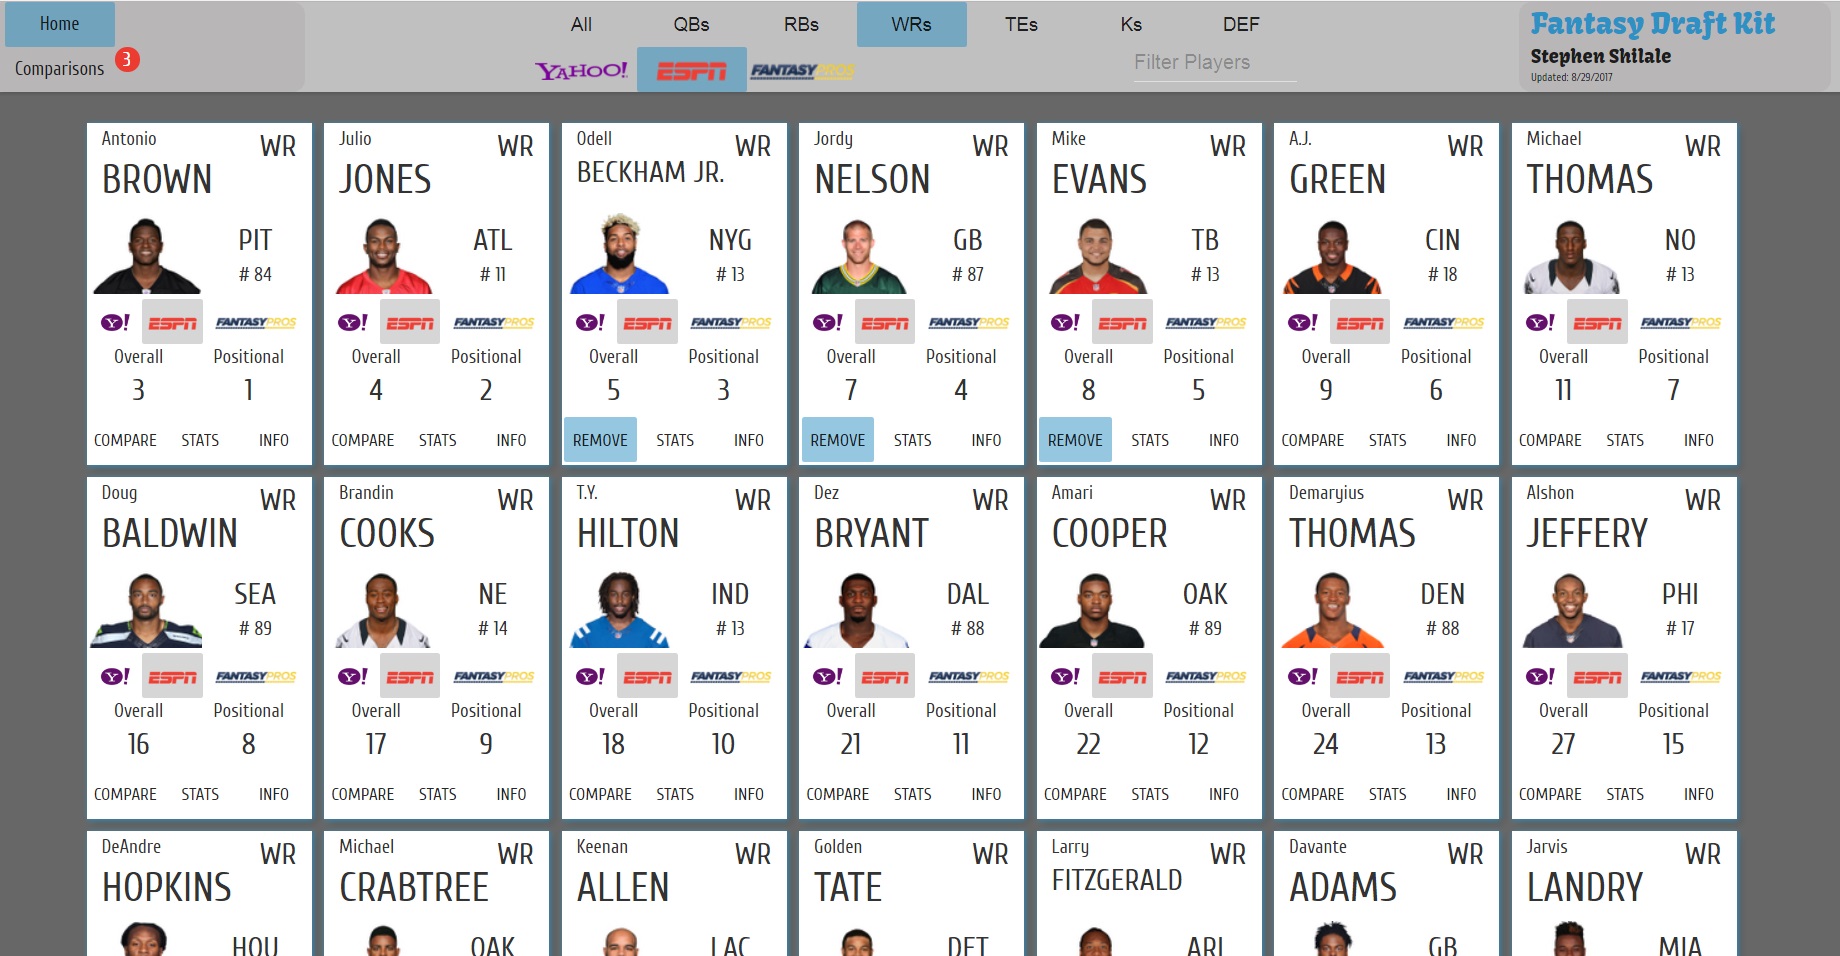 Home
Comparisons 3
All QBs RBs WRs TEs Ks DEF
YAHOO! ESPN FANTASYPROS Filter Players
Fantasy Draft Kit
Stephen Shilale
Updated: 8/29/2017
Antonio WR
BROWN
PIT
# 84
Y! ESPN FANTASYPROS
Overall Positional
3 1
COMPARE STATS INFO
Julio WR
JONES
ATL
# 11
Y! ESPN FANTASYPROS
Overall Positional
4 2
COMPARE STATS INFO
Odell WR
BECKHAM JR.
NYG
# 13
Y! ESPN FANTASYPROS
Overall Positional
5 3
REMOVE STATS INFO
Jordy WR
NELSON
GB
# 87
Y! ESPN FANTASYPROS
Overall Positional
7 4
REMOVE STATS INFO
Mike WR
EVANS
TB
# 13
Y! ESPN FANTASYPROS
Overall Positional
8 5
REMOVE STATS INFO
A.J. WR
GREEN
CIN
# 18
Y! ESPN FANTASYPROS
Overall Positional
9 6
COMPARE STATS INFO
Michael WR
THOMAS
NO
# 13
Y! ESPN FANTASYPROS
Overall Positional
11 7
COMPARE STATS INFO
Doug WR
BALDWIN
SEA
# 89
Y! ESPN FANTASYPROS
Overall Positional
16 8
COMPARE STATS INFO
Brandin WR
COOKS
NE
# 14
Y! ESPN FANTASYPROS
Overall Positional
17 9
COMPARE STATS INFO
T.Y. WR
HILTON
IND
# 13
Y! ESPN FANTASYPROS
Overall Positional
18 10
COMPARE STATS INFO
Dez WR
BRYANT
DAL
# 88
Y! ESPN FANTASYPROS
Overall Positional
21 11
COMPARE STATS INFO
Amari WR
COOPER
OAK
# 89
Y! ESPN FANTASYPROS
Overall Positional
22 12
COMPARE STATS INFO
Demaryius WR
THOMAS
DEN
# 88
Y! ESPN FANTASYPROS
Overall Positional
24 13
COMPARE STATS INFO
Alshon WR
JEFFERY
PHI
# 17
Y! ESPN FANTASYPROS
Overall Positional
27 15
COMPARE STATS INFO
DeAndre WR
HOPKINS
HOU
Michael WR
CRABTREE
OAK
Keenan WR
ALLEN
LAC
Golden WR
TATE
DET
Larry WR
FITZGERALD
ARI
Davante WR
ADAMS
GB
Jarvis WR
LANDRY
MIA